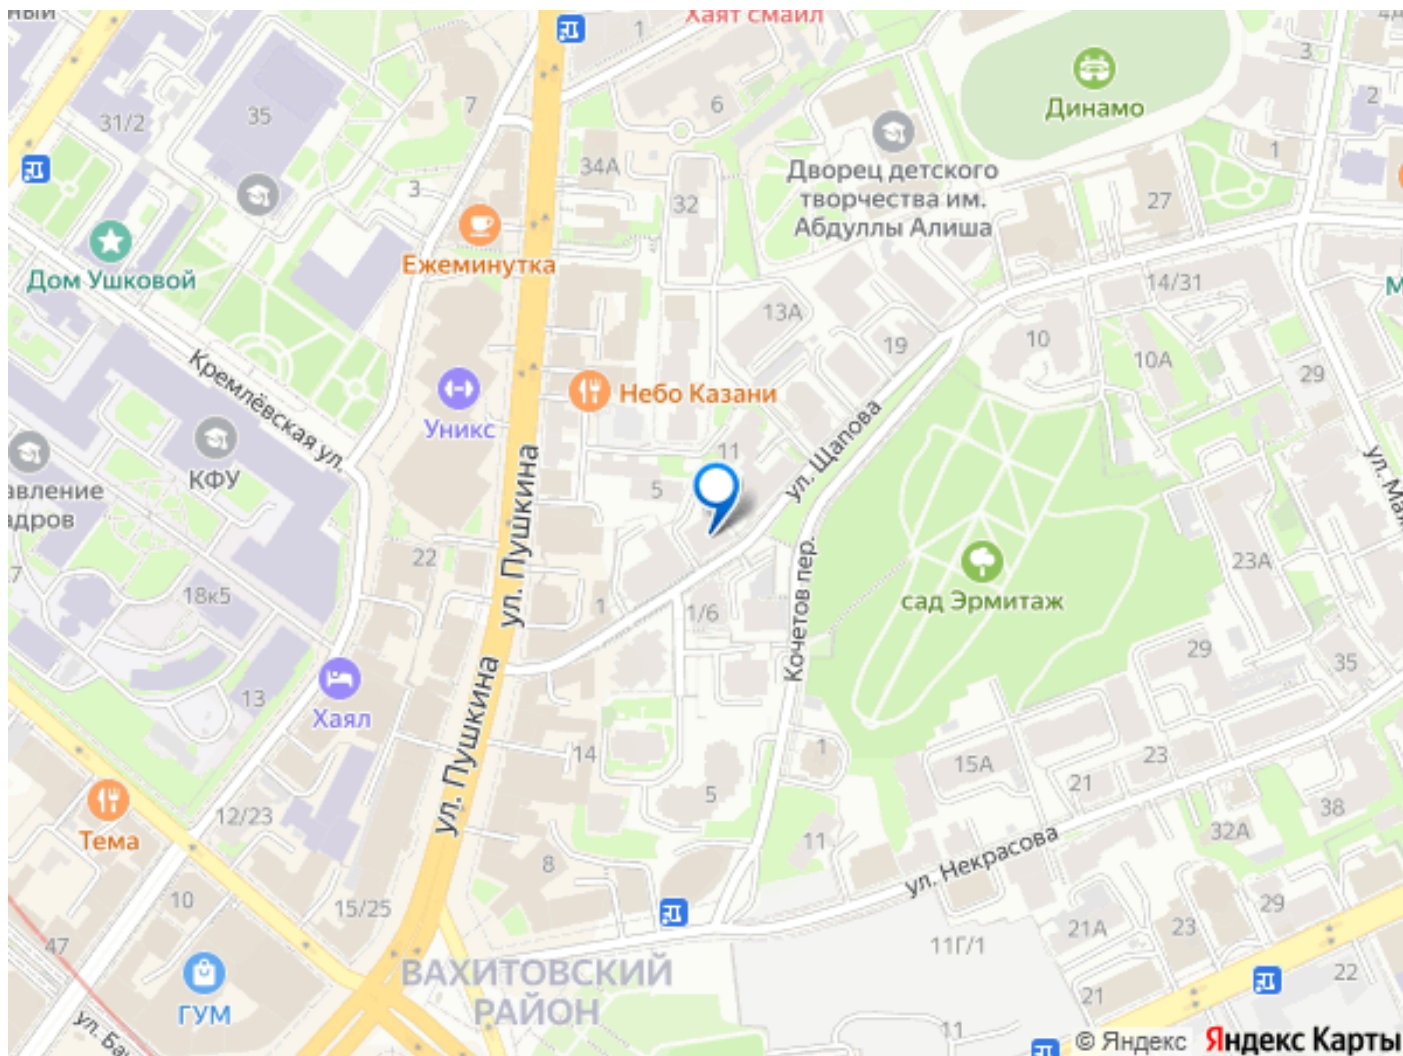 Хаят смайл
1
4А
3
2
1
31/2
35
7
6
34А
3
32
27
Динамо
Дворец детского
творчества им.
Абдуллы Алиша
Дом Ушковой
Ежеминутка
14/31
13А
19
10
10А
29
Кремлёвская ул.
Уникс
Небо Казани
КФУ
11
5
ул. Щапова
ул. Пушкина
22
18к5
1
1/6
Кочетов пер.
сад Эрмитаж
23А
29
35
13
Хаял
ул. Пушкина
14
1
15А
23
21
5
38
32А
Тема
12/23
8
11
ул. Некрасова
10
15/25
47
29
21А
23
11Г/1
22
21
ВАХИТОВСКИЙ
РАЙОН
ГУМ
11
© Яндекс
Яндекс Карты